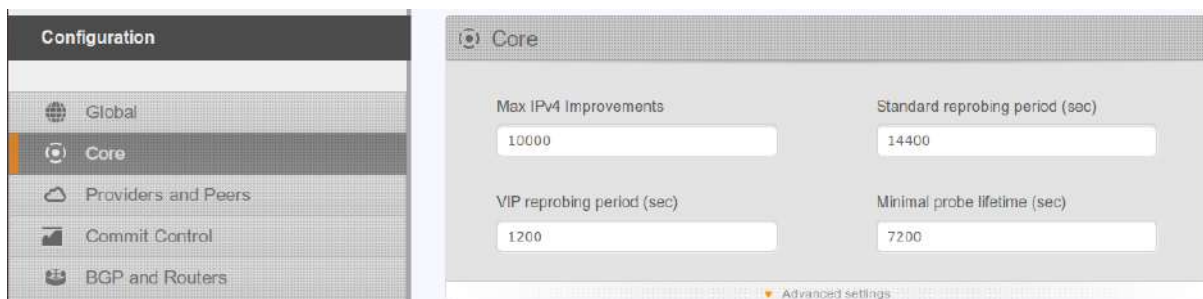 Configuration
Global
Core
Providers and Peers
Commit Control
BGP and Routers
Core
Max IPv4 Improvements
Standard reprobing period (sec)
10000
14400
VIP reprobing period (sec)
Minimal probe lifetime (sec)
1200
7200
Advanced settings